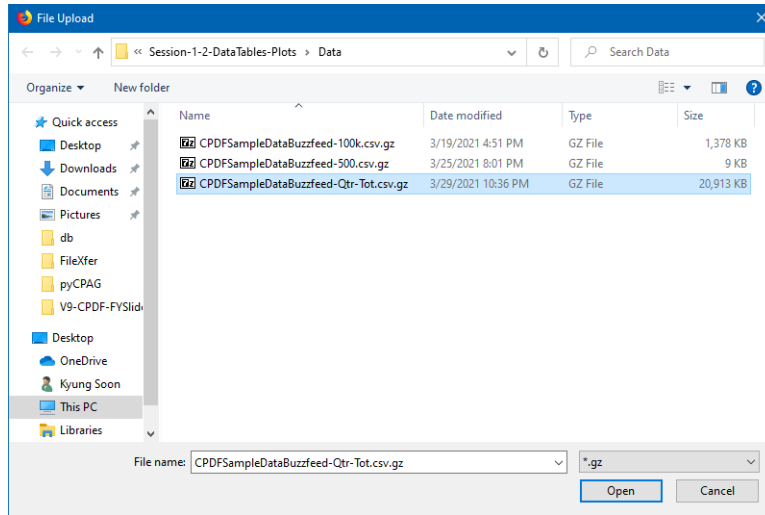 File Upload
« Session-1-2-DataTables-Plots › Data
Search Data
Organize
New folder
Name Date modified Type Size
CPDFSampleDataBuzzfeed-100k.csv.gz 3/19/2021 4:51 PM GZ File 1,378 KB
CPDFSampleDataBuzzfeed-500.csv.gz 3/25/2021 8:01 PM GZ File 9 KB
CPDFSampleDataBuzzfeed-Qtr-Tot.csv.gz 3/29/2021 10:36 PM GZ File 20,913 KB
Quick access
Desktop
Downloads
Documents
Pictures
db
FileXfer
pyCPAG
V9-CPDF-FYSlid
Desktop
OneDrive
Kyung Soon
This PC
Libraries
File name: CPDFSampleDataBuzzfeed-Qtr-Tot.csv.gz
*.gz
Open
Cancel